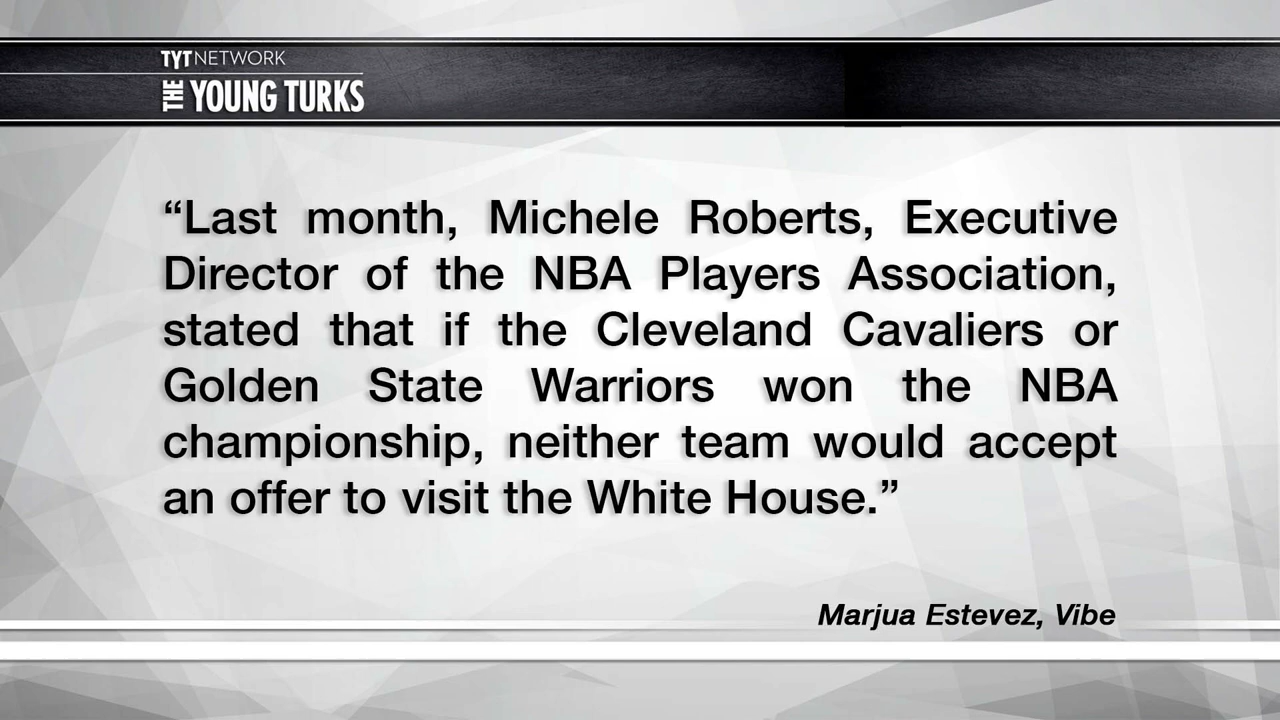 TYT NETWORK
THE YOUNG TURKS
“Last month, Michele Roberts, Executive
Director of the NBA Players Association,
stated that if the Cleveland Cavaliers or
Golden State Warriors won the NBA
championship, neither team would accept
an offer to visit the White House.”
Marjua Estevez, Vibe